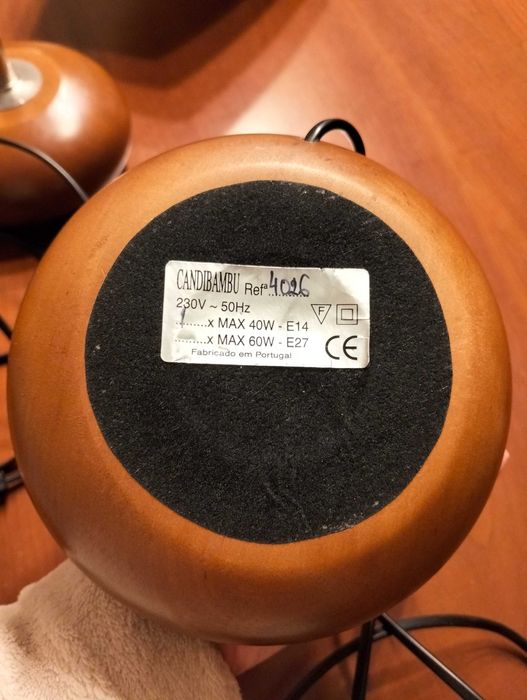 CANDIBAMBU Refª 4026
230V ~ 50Hz F
1.........x MAX 40W - E14
.........x MAX 60W - E27 CE
Fabricado em Portugal